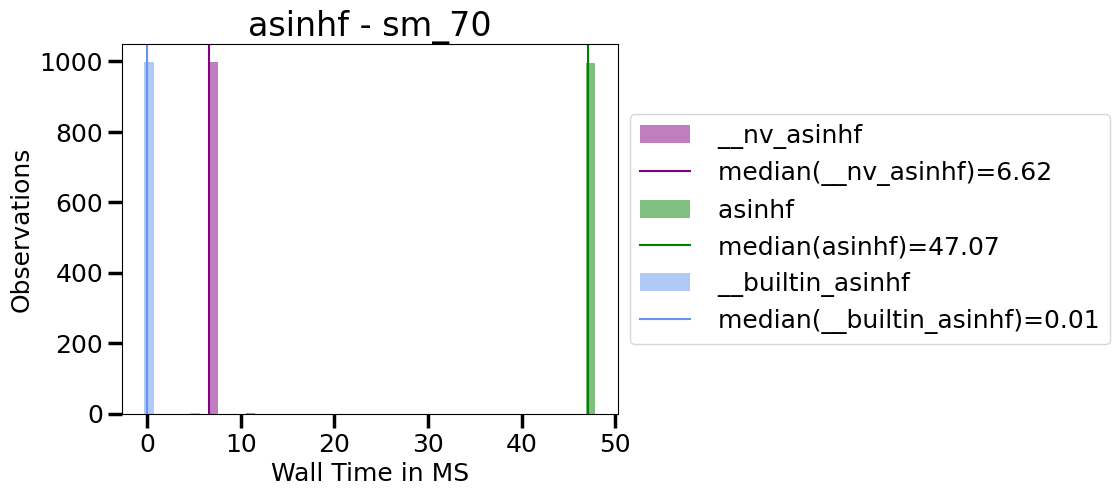 asinhf - sm_70
1000
800
600
400
200
0
Observations
0 10 20 30 40 50
Wall Time in MS
__nv_asinhf
median(__nv_asinhf)=6.62
asinhf
median(asinhf)=47.07
__builtin_asinhf
median(__builtin_asinhf)=0.01